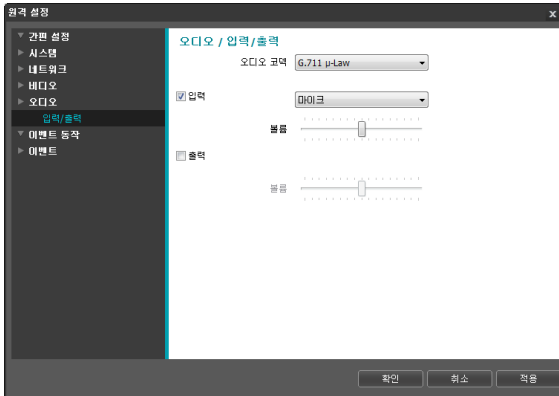 원격 설정
x
간편 설정
시스템
네트워크
비디오
오디오
입력/출력
이벤트 동작
이벤트
오디오 / 입력/출력
오디오 코덱 G.711 μ-Law
입력 마이크
볼륨
출력
볼륨
확인 취소 적용